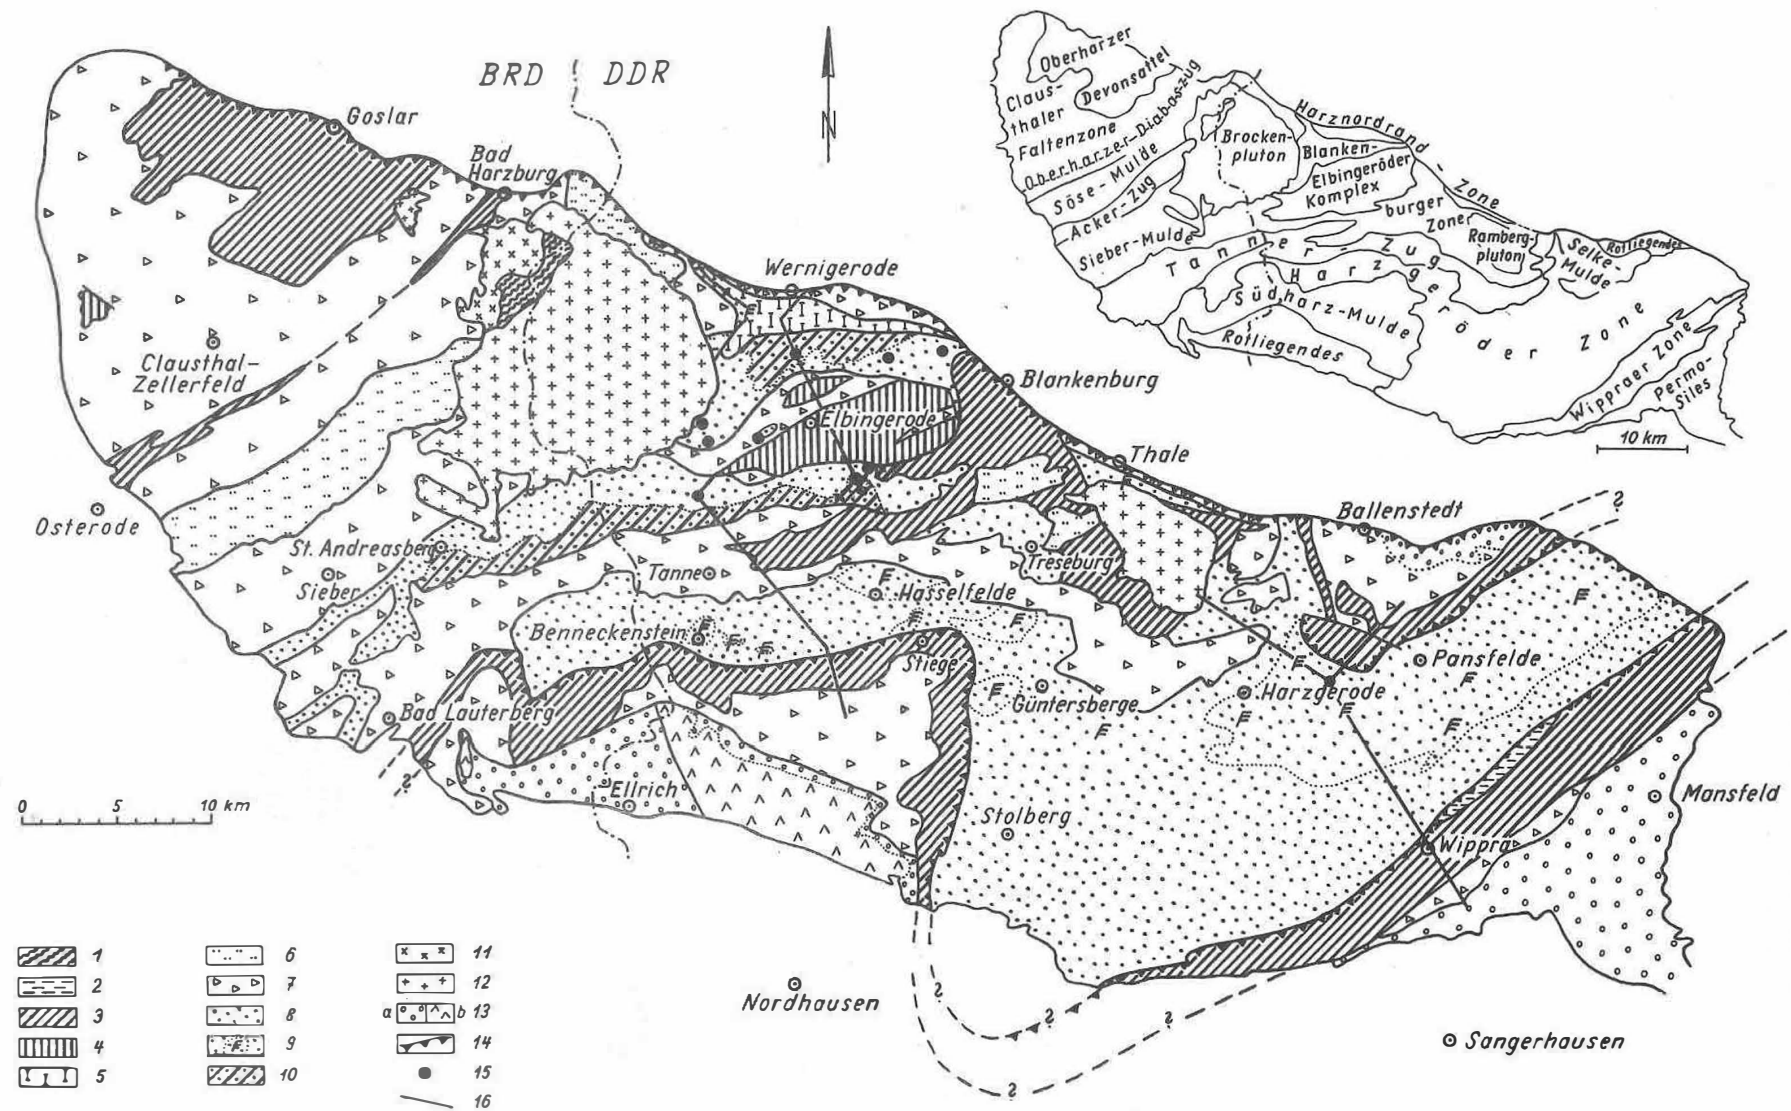 BRD
DDR
N
Goslar
Bad
Harzburg
Wernigerode
Clausthal-
Zellerfeld
Blankenburg
Elbingerode
Thale
Osterode
Ballenstedt
St. Andreasberg
Sieber
Tanne
Treseburg
Hasselfelde
Benneckenstein
Stiege
Pansfelde
Harzgerode
Güntersberge
Bad Lauterberg
Ellrich
Stolberg
Mansfeld
Wippra
Nordhausen
Sangerhausen
0 5 10 km
1
2
3
4
5
6
7
8
9
10
11
12
a b 13
14
15
16
Oberharzer
Devonsattel
Claus-
thaler
Faltenzone
Oberharzer-Diabaszug
Söse-Mulde
Acker-Zug
Sieber-Mulde
Brocken-
pluton
Harznordrand-Zone
Blanken-
Elbingeröder
Komplex
burger
Zone
Tanner-Zug
Ramberg-
pluton
Selke-
Mulde
Rotliegendes
Harzgeröder Zone
Südharz-Mulde
Rotliegendes
Wippraer Zone
Permo-
Siles
10 km